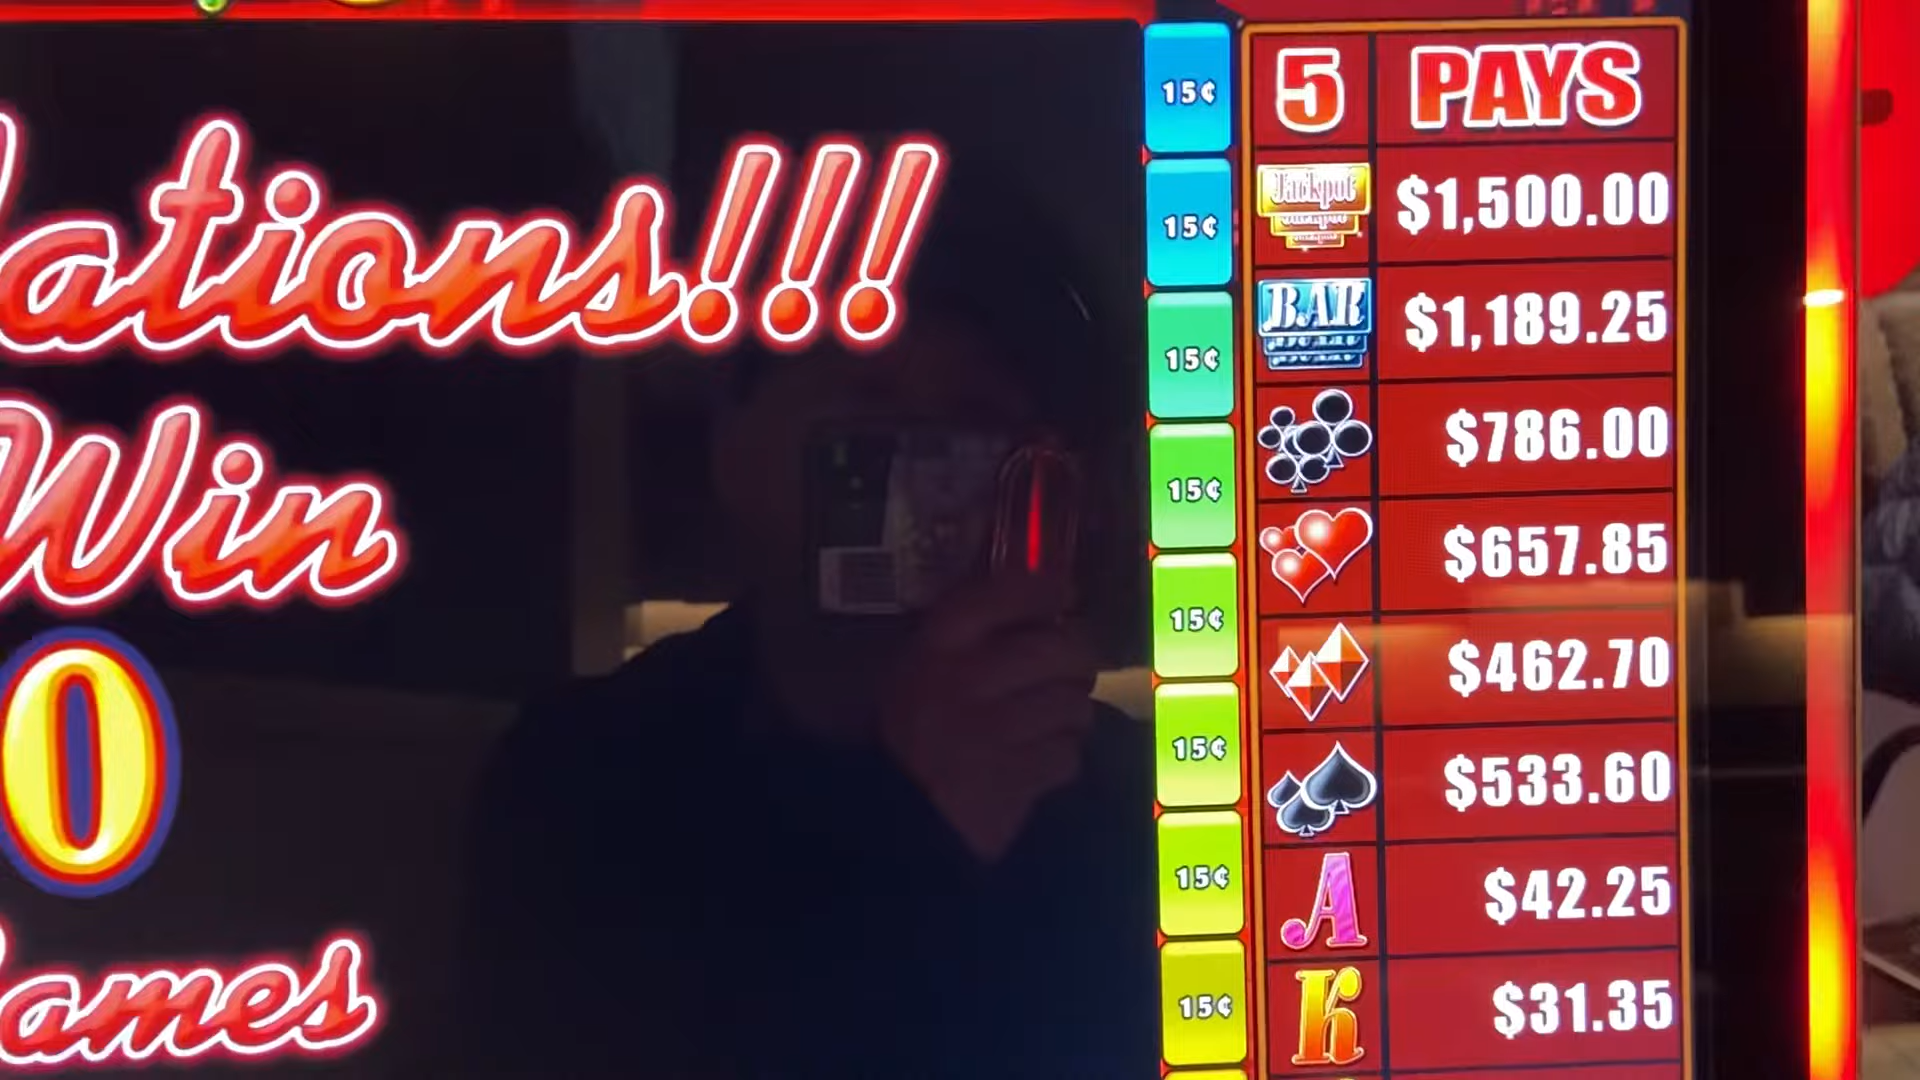 ations!!!
Win
0
ames
15¢
15¢
15¢
15¢
15¢
15¢
15¢
15¢
5 PAYS
Jackpot $1,500.00
BAR $1,189.25
$786.00
$657.85
$462.70
$533.60
A $42.25
K $31.35